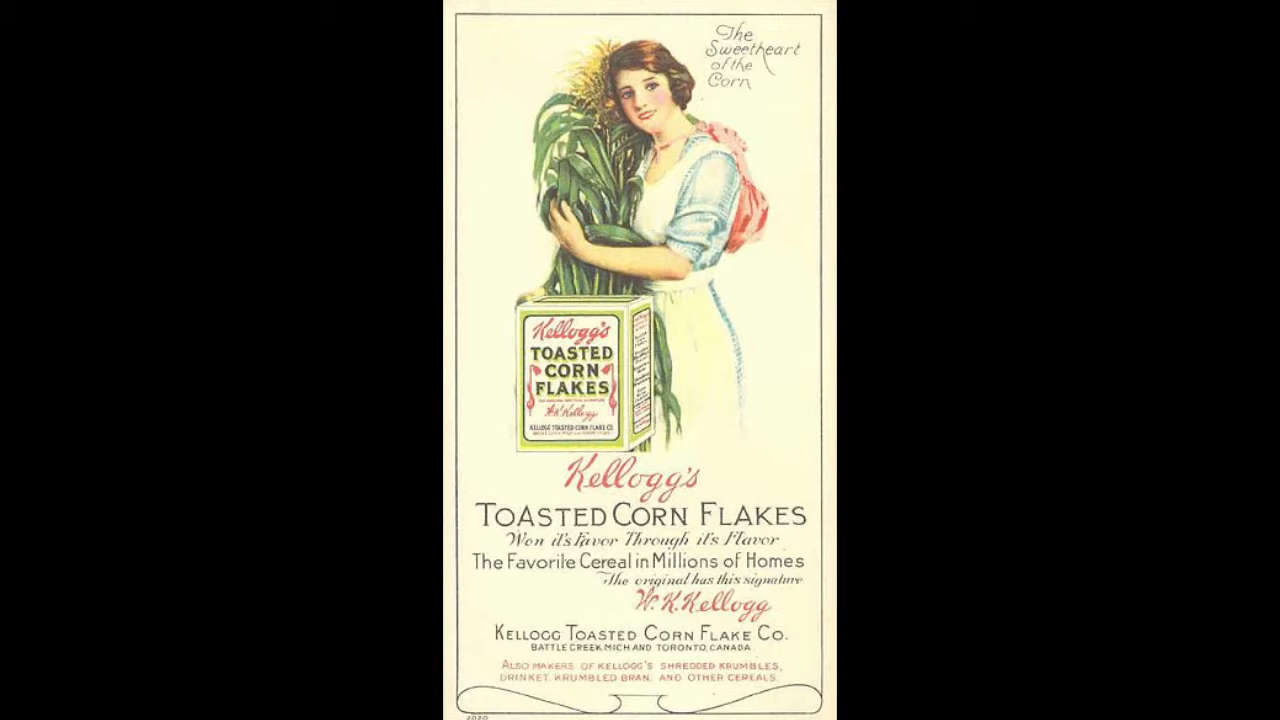 The
Sweetheart
of the
Corn
Kellogg's
TOASTED
CORN
FLAKES
W.K. Kellogg
KELLOGG TOASTED CORN FLAKE CO.
Kellogg's
TOASTED CORN FLAKES
Won it's Favor Through it's Flavor
The Favorite Cereal in Millions of Homes
The original has this signature
W.K. Kellogg
KELLOGG TOASTED CORN FLAKE CO.
BATTLE CREEK, MICH AND TORONTO, CANADA.
ALSO MAKERS OF KELLOGG'S SHREDDED KRUMBLES,
DRINKET, KRUMBLED BRAN, AND OTHER CEREALS.
2020